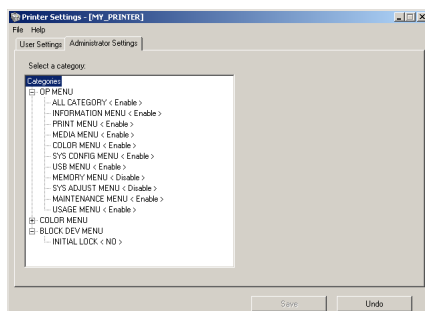 Printer Settings - [MY_PRINTER]
File Help
User Settings Administrator Settings
Select a category:
Categories
OP MENU
ALL CATEGORY < Enable >
INFORMATION MENU < Enable >
PRINT MENU < Enable >
MEDIA MENU < Enable >
COLOR MENU < Enable >
SYS CONFIG MENU < Enable >
USB MENU < Enable >
MEMORY MENU < Disable >
SYS ADJUST MENU < Disable >
MAINTENANCE MENU < Enable >
USAGE MENU < Enable >
COLOR MENU
BLOCK DEV MENU
INITIAL LOCK < NO >
Save Undo